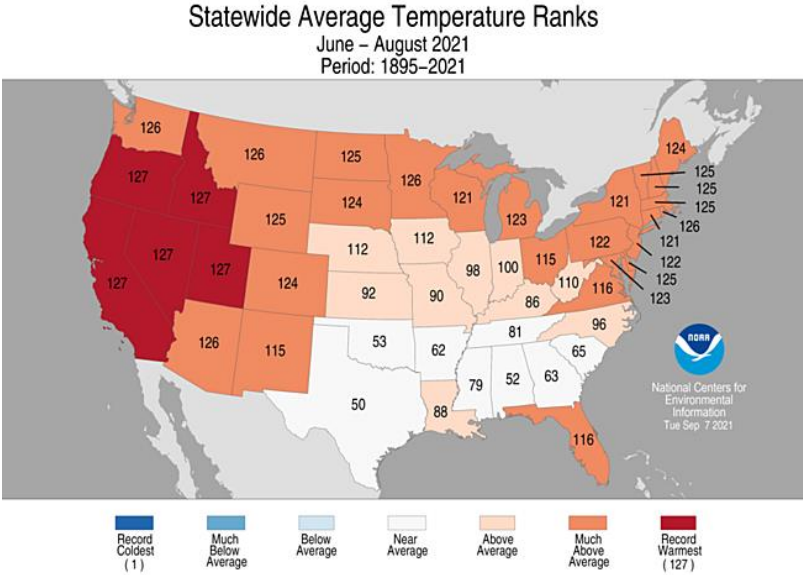 Statewide Average Temperature Ranks
June – August 2021
Period: 1895–2021
126
127
127
126
125
125
124
126
121
123
121
124
125
125
125
126
121
122
125
123
122
127
127
127
124
112
112
98
100
115
110
116
92
90
86
96
126
115
53
62
81
65
50
88
79
52
63
116
NOAA
National Centers for
Environmental
Information
Tue Sep 7 2021
Record
Coldest
( 1 )
Much
Below
Average
Below
Average
Near
Average
Above
Average
Much
Above
Average
Record
Warmest
( 127 )